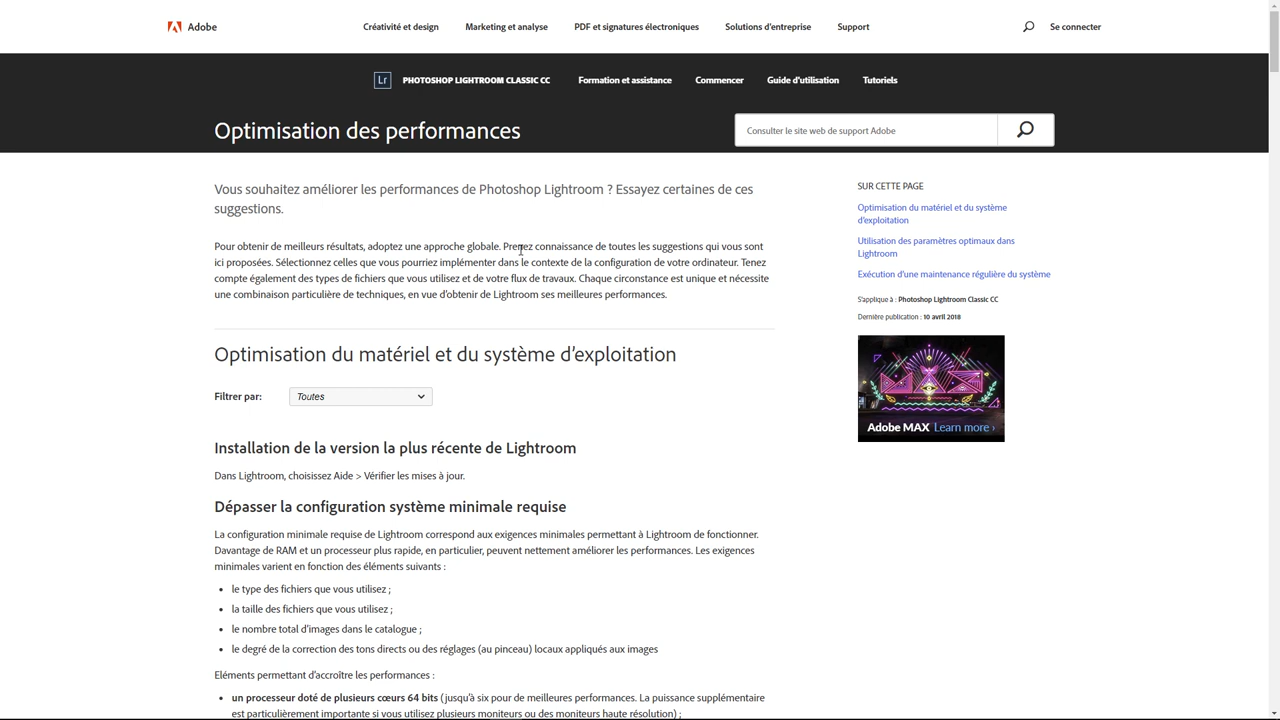 Adobe
Créativité et design
Marketing et analyse
PDF et signatures électroniques
Solutions d'entreprise
Support
Se connecter
Lr
PHOTOSHOP LIGHTROOM CLASSIC CC
Formation et assistance
Commencer
Guide d'utilisation
Tutoriels
Optimisation des performances
Consulter le site web de support Adobe
Vous souhaitez améliorer les performances de Photoshop Lightroom ? Essayez certaines de ces
suggestions.
Pour obtenir de meilleurs résultats, adoptez une approche globale. Prenez connaissance de toutes les suggestions qui vous sont
ici proposées. Sélectionnez celles que vous pourriez implémenter dans le contexte de la configuration de votre ordinateur. Tenez
compte également des types de fichiers que vous utilisez et de votre flux de travaux. Chaque circonstance est unique et nécessite
une combinaison particulière de techniques, en vue d'obtenir de Lightroom ses meilleures performances.
Optimisation du matériel et du système d'exploitation
Filtrer par:
Toutes
Installation de la version la plus récente de Lightroom
Dans Lightroom, choisissez Aide > Vérifier les mises à jour.
Dépasser la configuration système minimale requise
La configuration minimale requise de Lightroom correspond aux exigences minimales permettant à Lightroom de fonctionner.
Davantage de RAM et un processeur plus rapide, en particulier, peuvent nettement améliorer les performances. Les exigences
minimales varient en fonction des éléments suivants :
• le type des fichiers que vous utilisez ;
• la taille des fichiers que vous utilisez ;
• le nombre total d'images dans le catalogue ;
• le degré de la correction des tons directs ou des réglages (au pinceau) locaux appliqués aux images
Eléments permettant d'accroître les performances :
• un processeur doté de plusieurs cœurs 64 bits (jusqu'à six pour de meilleures performances. La puissance supplémentaire
est particulièrement importante si vous utilisez plusieurs moniteurs ou des moniteurs haute résolution) ;
SUR CETTE PAGE
Optimisation du matériel et du système
d'exploitation
Utilisation des paramètres optimaux dans
Lightroom
Exécution d'une maintenance régulière du système
S'applique à : Photoshop Lightroom Classic CC
Dernière publication : 10 avril 2018
MAX
Adobe MAX Learn more ›